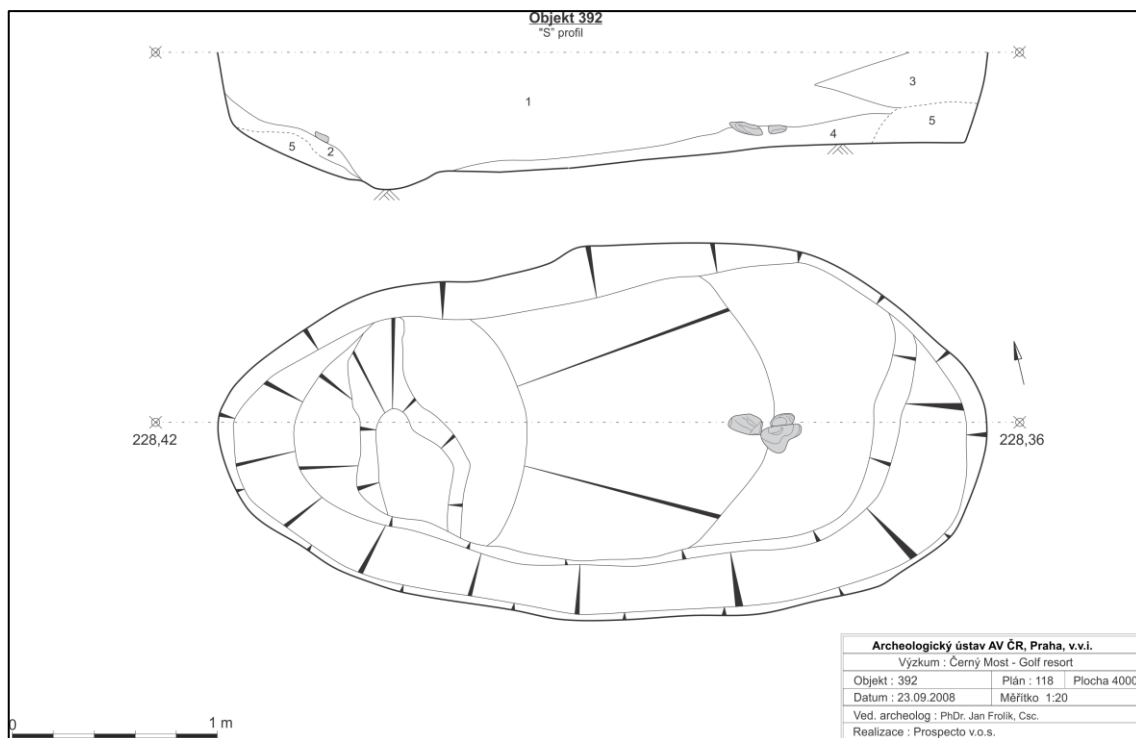 Objekt 392
"S" profil
1
3
5
2
4
5
228,42
228,36
0
1 m
Archeologický ústav AV ČR, Praha, v.v.i.
Výzkum : Černý Most - Golf resort
Objekt : 392 Plán : 118 Plocha 4000
Datum : 23.09.2008 Měřítko 1:20
Ved. archeolog : PhDr. Jan Frolík, Csc.
Realizace : Prospecto v.o.s.